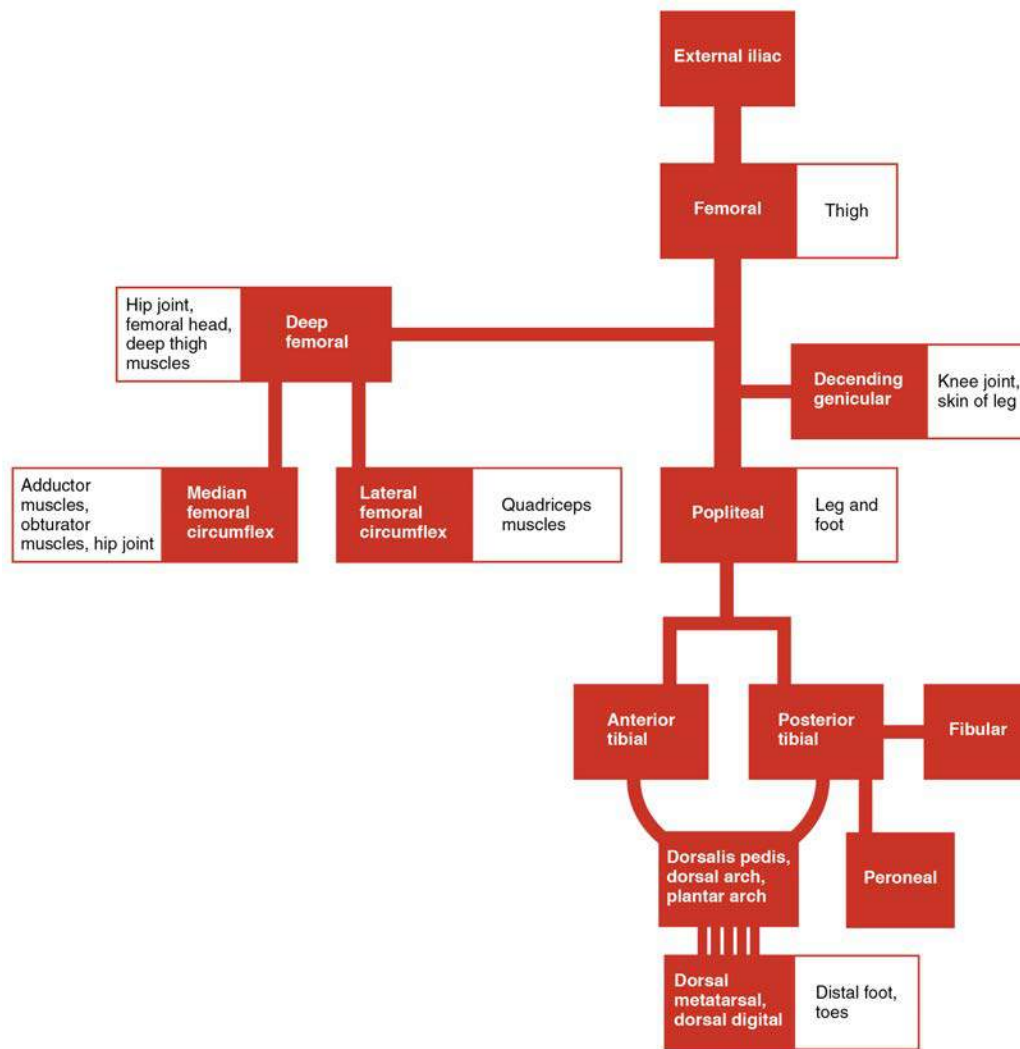 External iliac
Femoral
Thigh
Hip joint,
femoral head,
deep thigh
muscles
Deep
femoral
Decending
genicular
Knee joint,
skin of leg
Adductor
muscles,
obturator
muscles, hip joint
Median
femoral
circumflex
Lateral
femoral
circumflex
Quadriceps
muscles
Popliteal
Leg and
foot
Anterior
tibial
Posterior
tibial
Fibular
Dorsalis pedis,
dorsal arch,
plantar arch
Peroneal
Dorsal
metatarsal,
dorsal digital
Distal foot,
toes